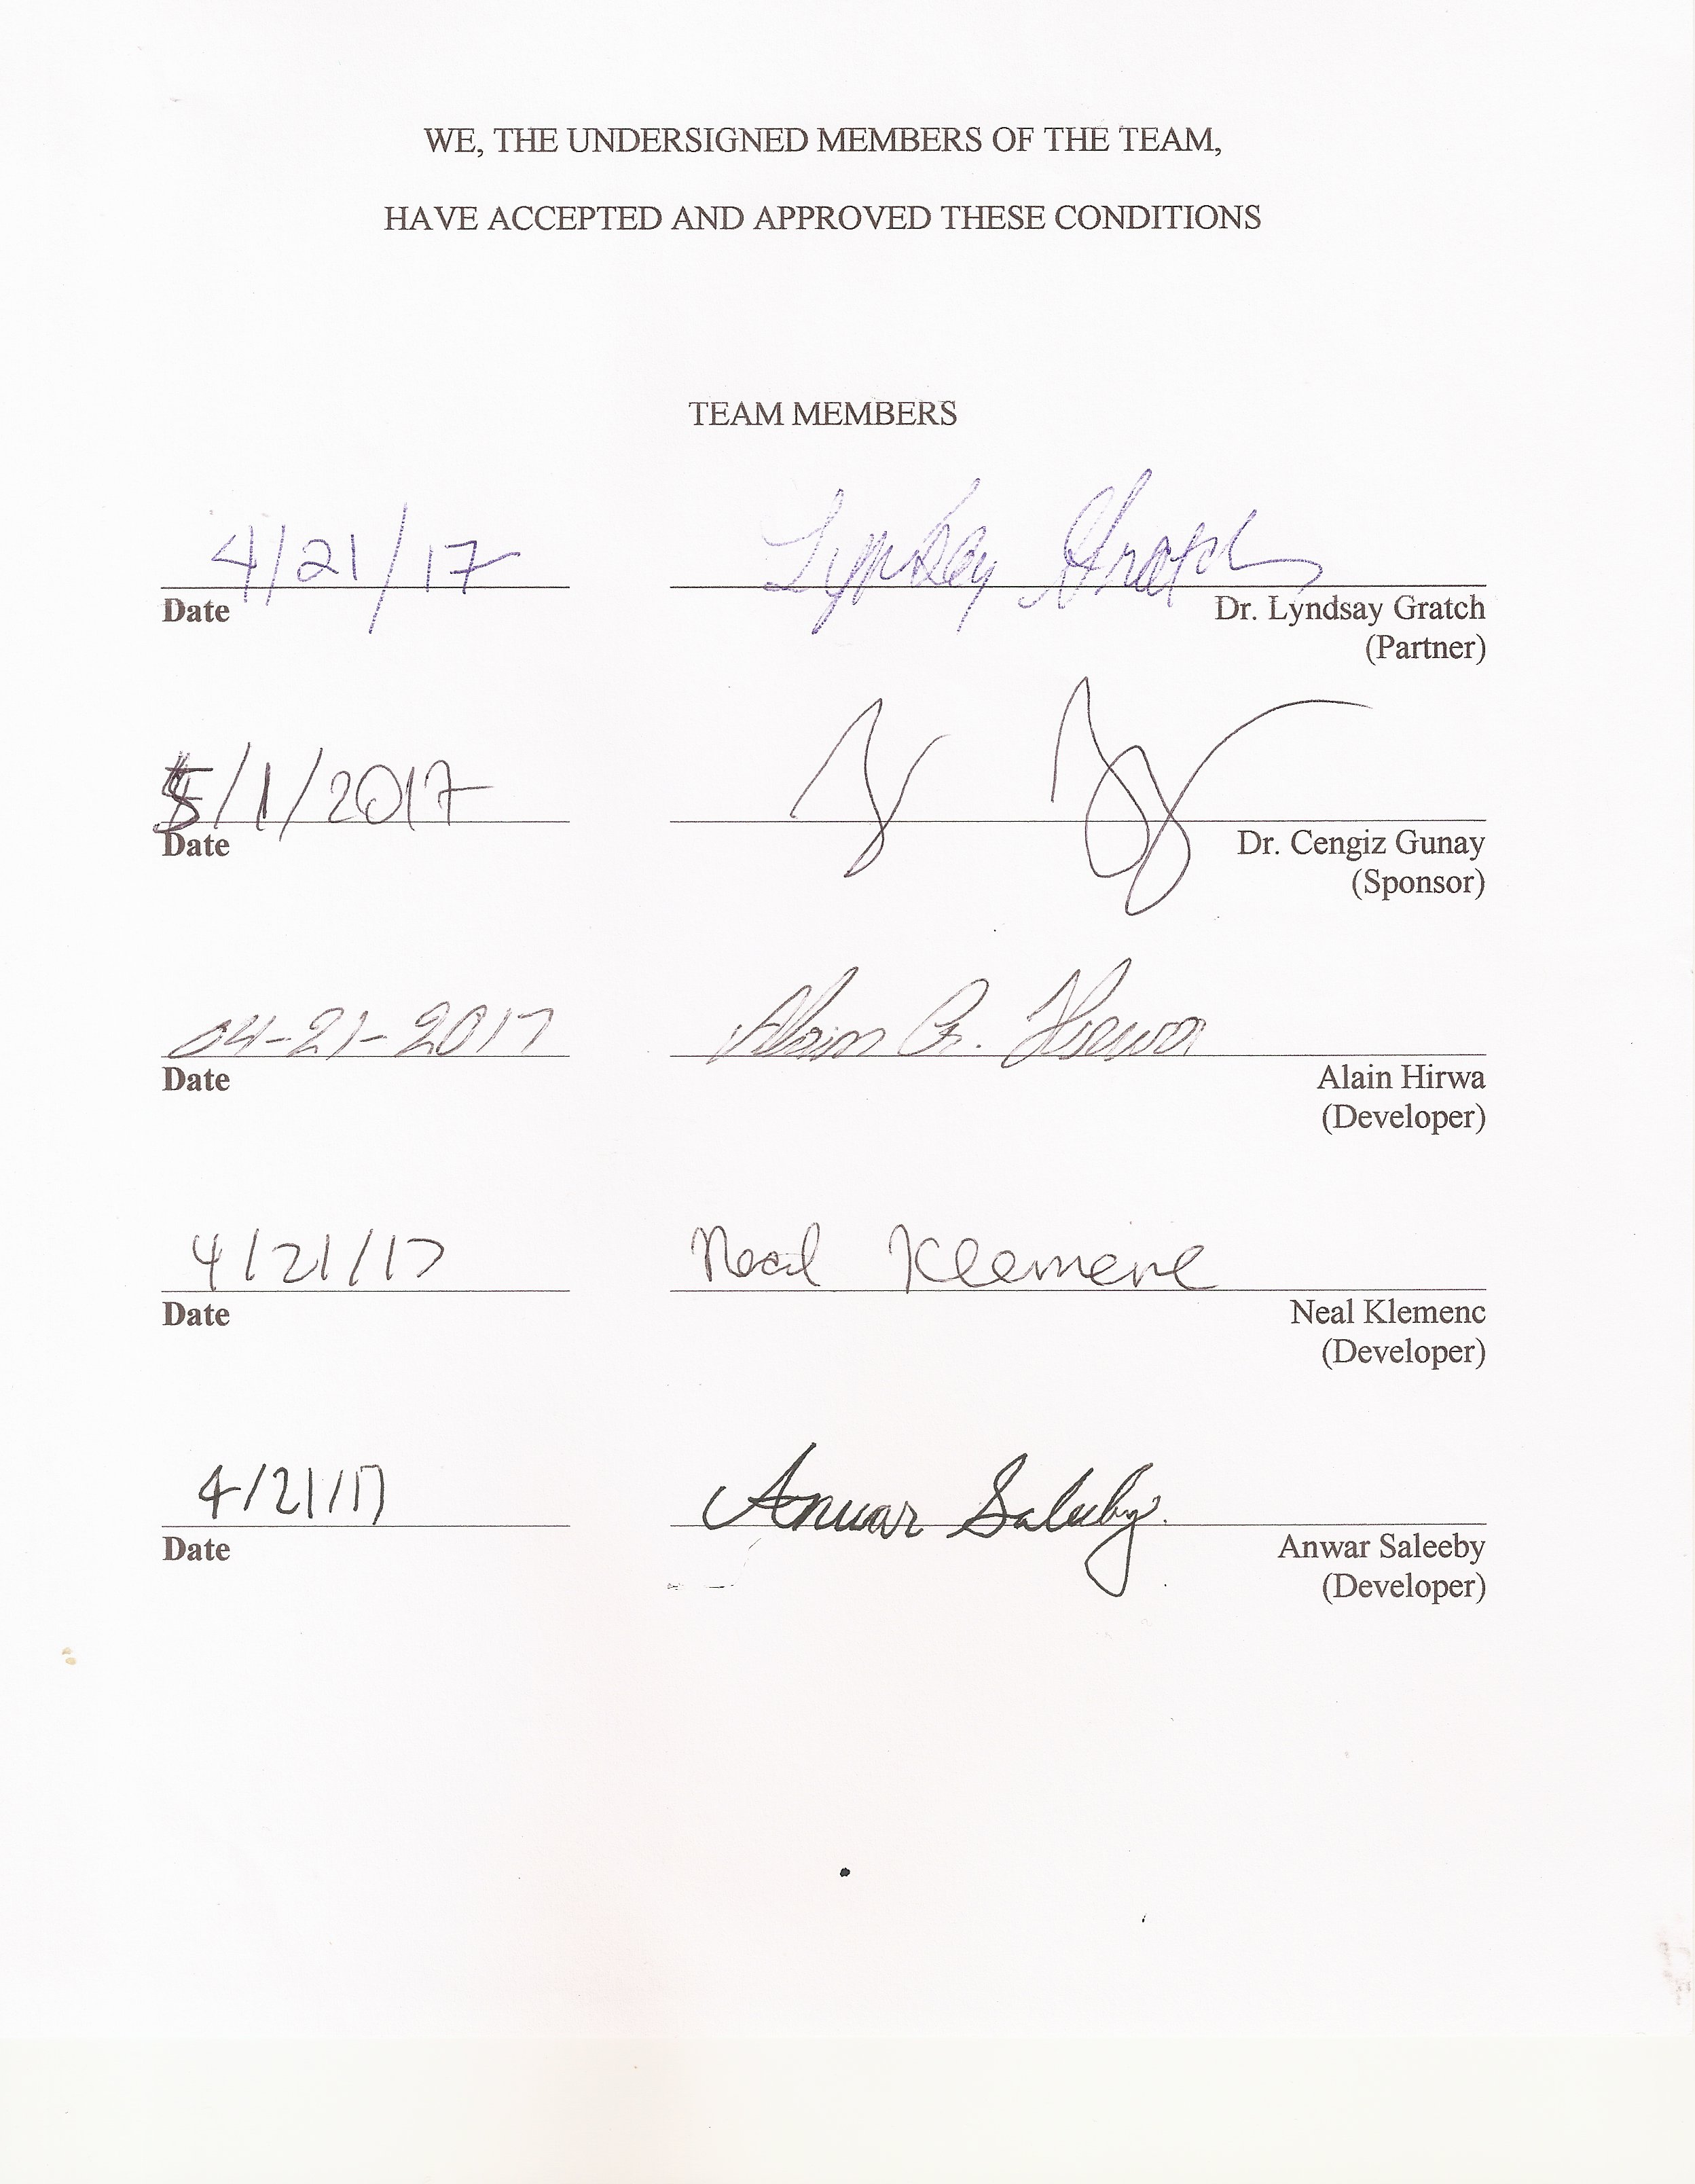 WE, THE UNDERSIGNED MEMBERS OF THE TEAM,
HAVE ACCEPTED AND APPROVED THESE CONDITIONS
TEAM MEMBERS
4/21/17 Lyndsay Gratch
Date Dr. Lyndsay Gratch
(Partner)
5/1/2017
Date Dr. Cengiz Gunay
(Sponsor)
04-21-2017 Alain G. Hirwa
Date Alain Hirwa
(Developer)
4/21/17 Neal Klemenc
Date Neal Klemenc
(Developer)
4/21/17 Anwar Saleeby
Date Anwar Saleeby
(Developer)